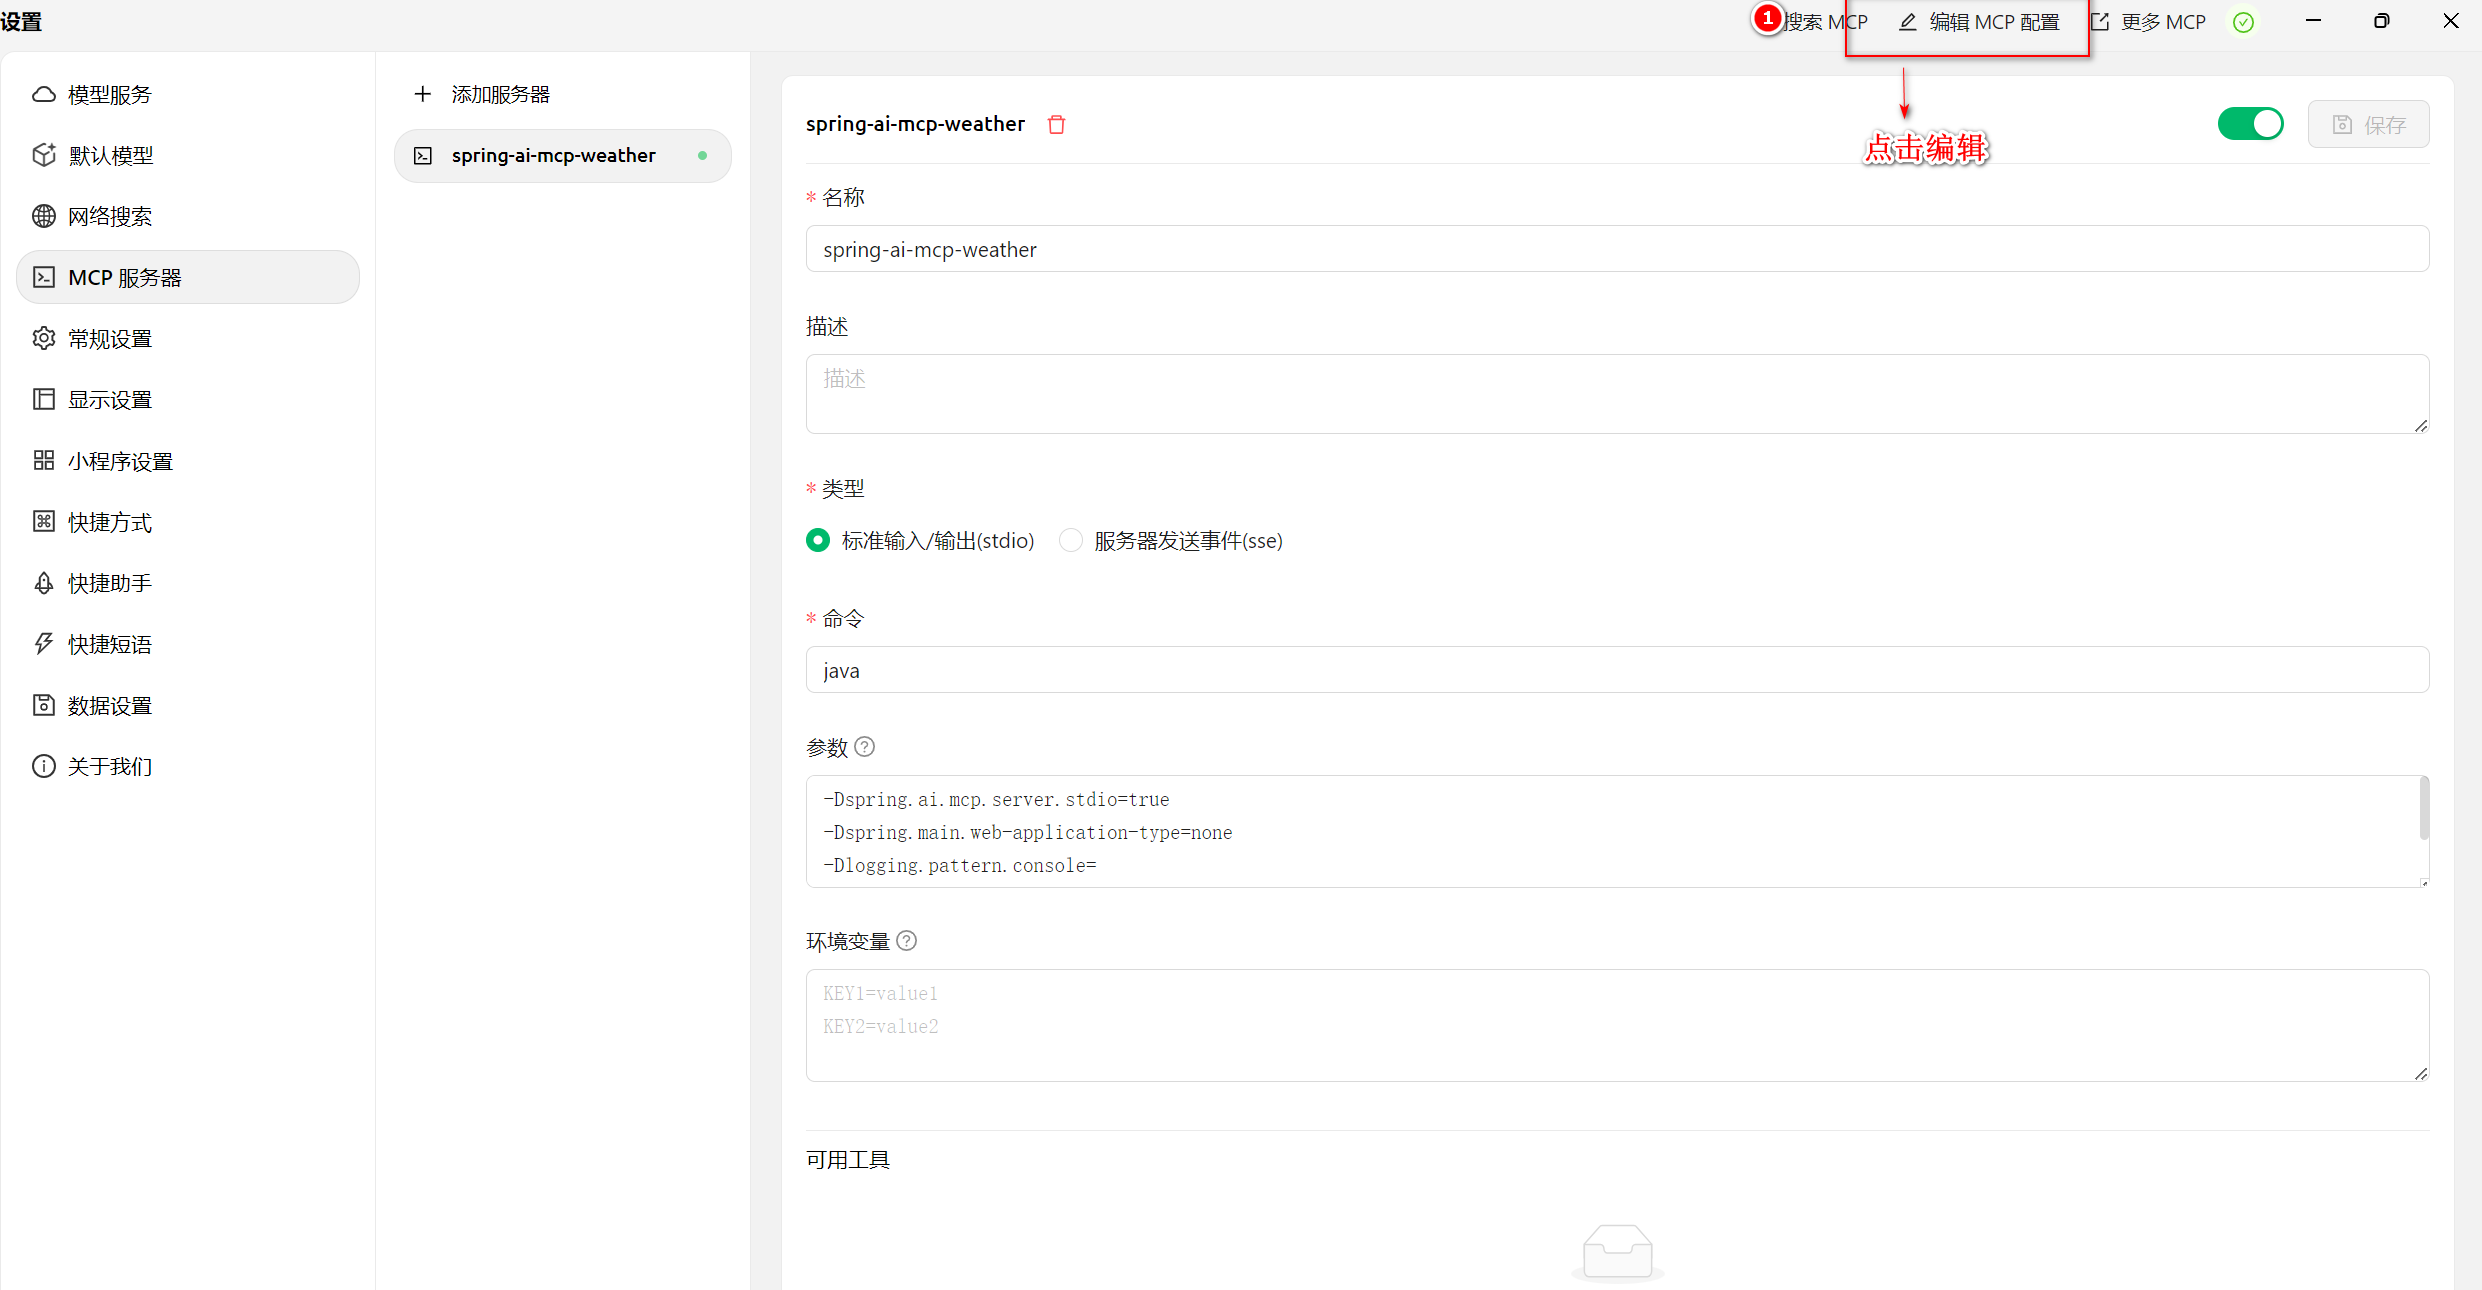 设置
1
搜索 MCP
编辑 MCP 配置
更多 MCP
点击编辑
模型服务
默认模型
网络搜索
MCP 服务器
常规设置
显示设置
小程序设置
快捷方式
快捷助手
快捷短语
数据设置
关于我们
添加服务器
spring-ai-mcp-weather
spring-ai-mcp-weather
保存
* 名称
spring-ai-mcp-weather
描述
描述
* 类型
标准输入/输出(stdio)
服务器发送事件(sse)
* 命令
java
参数
-Dspring.ai.mcp.server.stdio=true
-Dspring.main.web-application-type=none
-Dlogging.pattern.console=
环境变量
KEY1=value1
KEY2=value2
可用工具